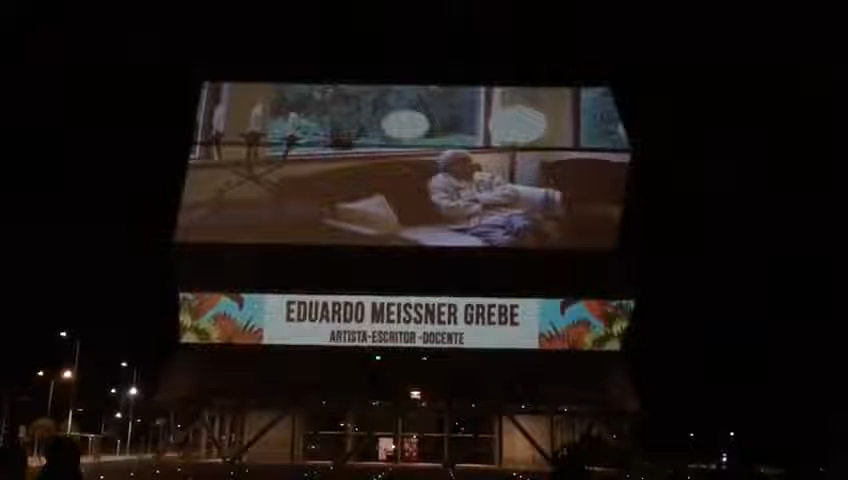 EDUARDO MEISSNER GREBE
ARTISTA-ESCRITOR-DOCENTE